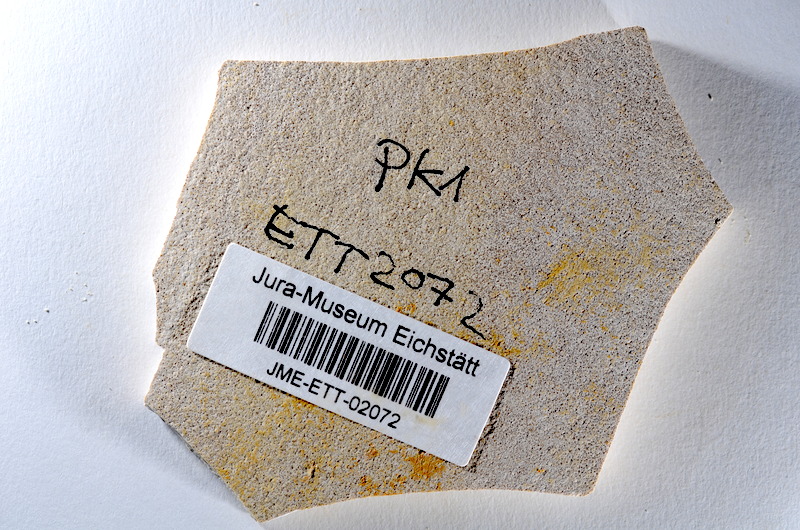 PK1
ETT2072
Jura-Museum Eichstätt
JME-ETT-02072